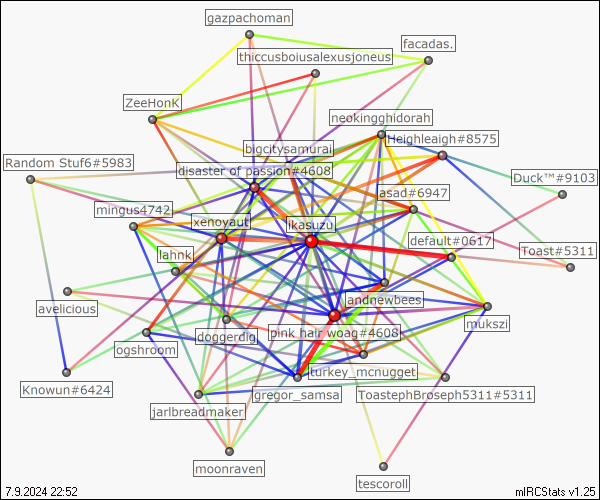 gazpachoman
facadas.
thiccusboiusalexusjoneus
ZeeHonK
neokingghidorah
Heighleaigh#8575
bigcitysamurai
Random Stuf6#5983
disaster of passion#4608
Duck™#9103
asad#6947
mingus4742
xenoyaut
ikasuzu
default#0617
Toast#5311
lahnk
avelicious
andnewbees
mukszi
doggerdig
pink hair woag#4608
ogshroom
turkey_mcnugget
Knowun#6424
gregor_samsa
ToastephBroseph5311#5311
jarlbreadmaker
moonraven
tescoroll
7.9.2024 22:52
mIRCStats v1.25